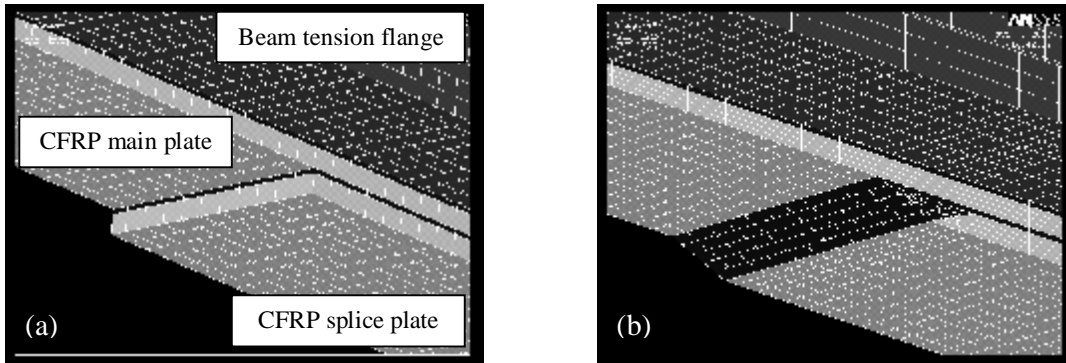 Beam tension flange
CFRP main plate
(a)
CFRP splice plate
(b)